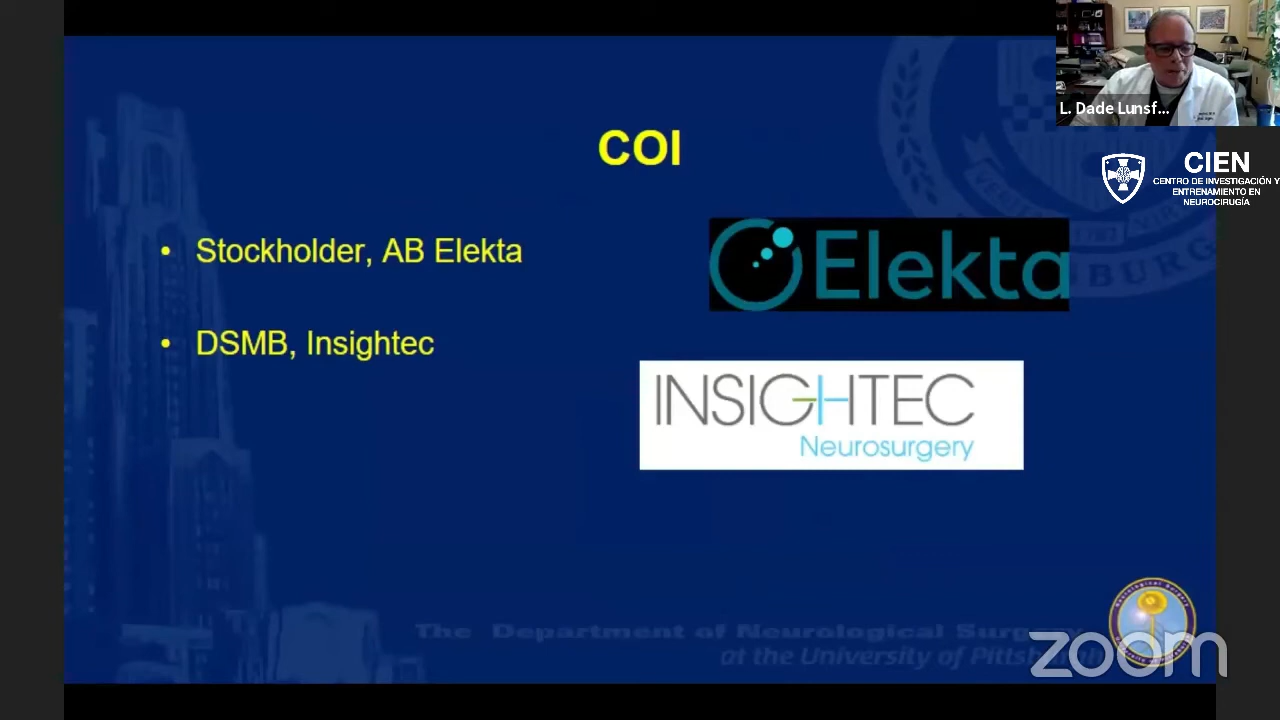 L. Dade Lunsf...
CIEN
CENTRO DE INVESTIGACIÓN Y
ENTRENAMIENTO EN
NEUROCIRUGÍA
COI
• Stockholder, AB Elekta
Elekta
• DSMB, Insightec
INSIGHTEC
Neurosurgery
The Department of Neurological Surgery
at the University of Pittsburgh
zoom